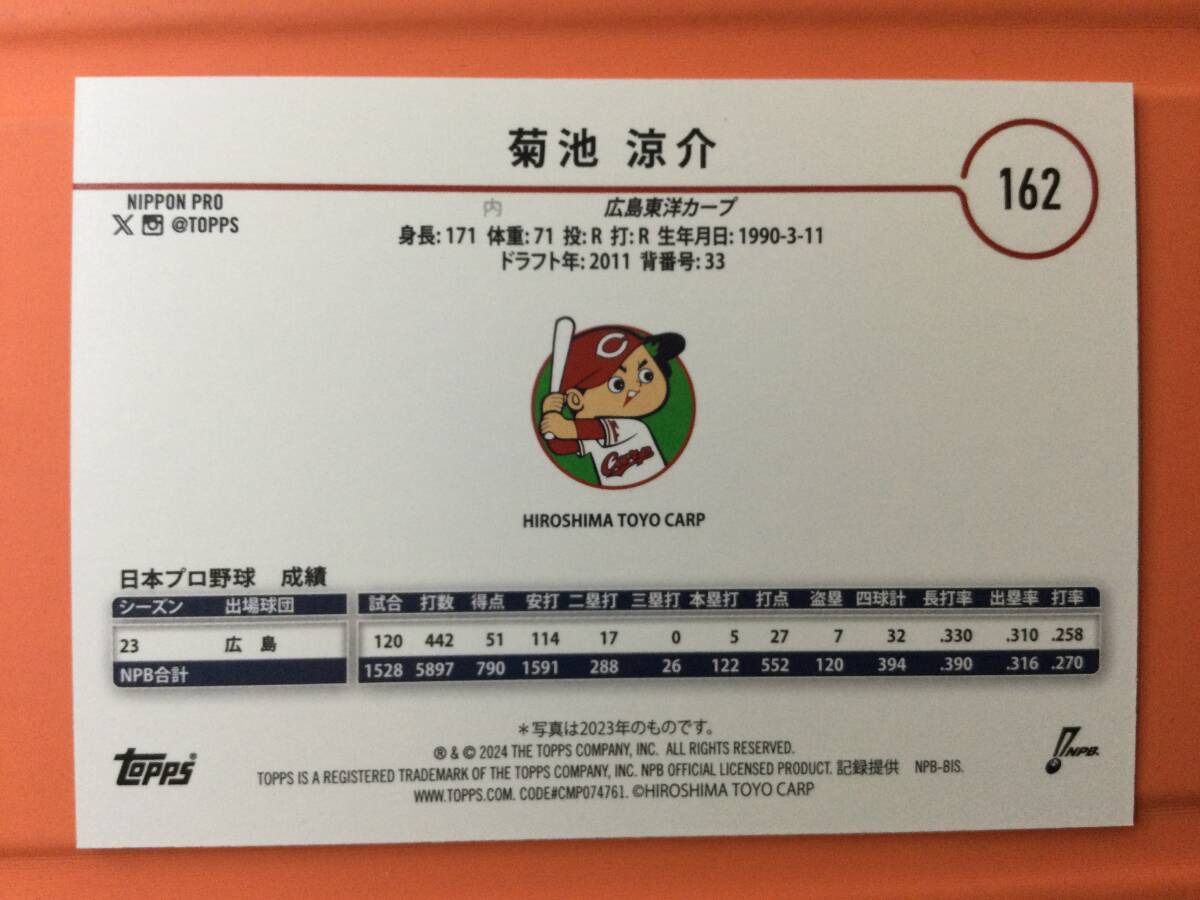 菊池 涼介
162
NIPPON PRO
@TOPPS
内 広島東洋カープ
身長: 171 体重: 71 投: R 打: R 生年月日: 1990-3-11
ドラフト年: 2011 背番号: 33
C
Carp
HIROSHIMA TOYO CARP
日本プロ野球 成績
シーズン 出場球団 試合 打数 得点 安打 二塁打 三塁打 本塁打 打点 盗塁 四球計 長打率 出塁率 打率
23 広 島 120 442 51 114 17 0 5 27 7 32 .330 .310 .258
NPB合計 1528 5897 790 1591 288 26 122 552 120 394 .390 .316 .270
＊写真は2023年のものです。
® & © 2024 THE TOPPS COMPANY, INC. ALL RIGHTS RESERVED.
TOPPS IS A REGISTERED TRADEMARK OF THE TOPPS COMPANY, INC. NPB OFFICIAL LICENSED PRODUCT. 記録提供 NPB-BIS.
WWW.TOPPS.COM. CODE#CMP074761. ©HIROSHIMA TOYO CARP
topps®
NPB.